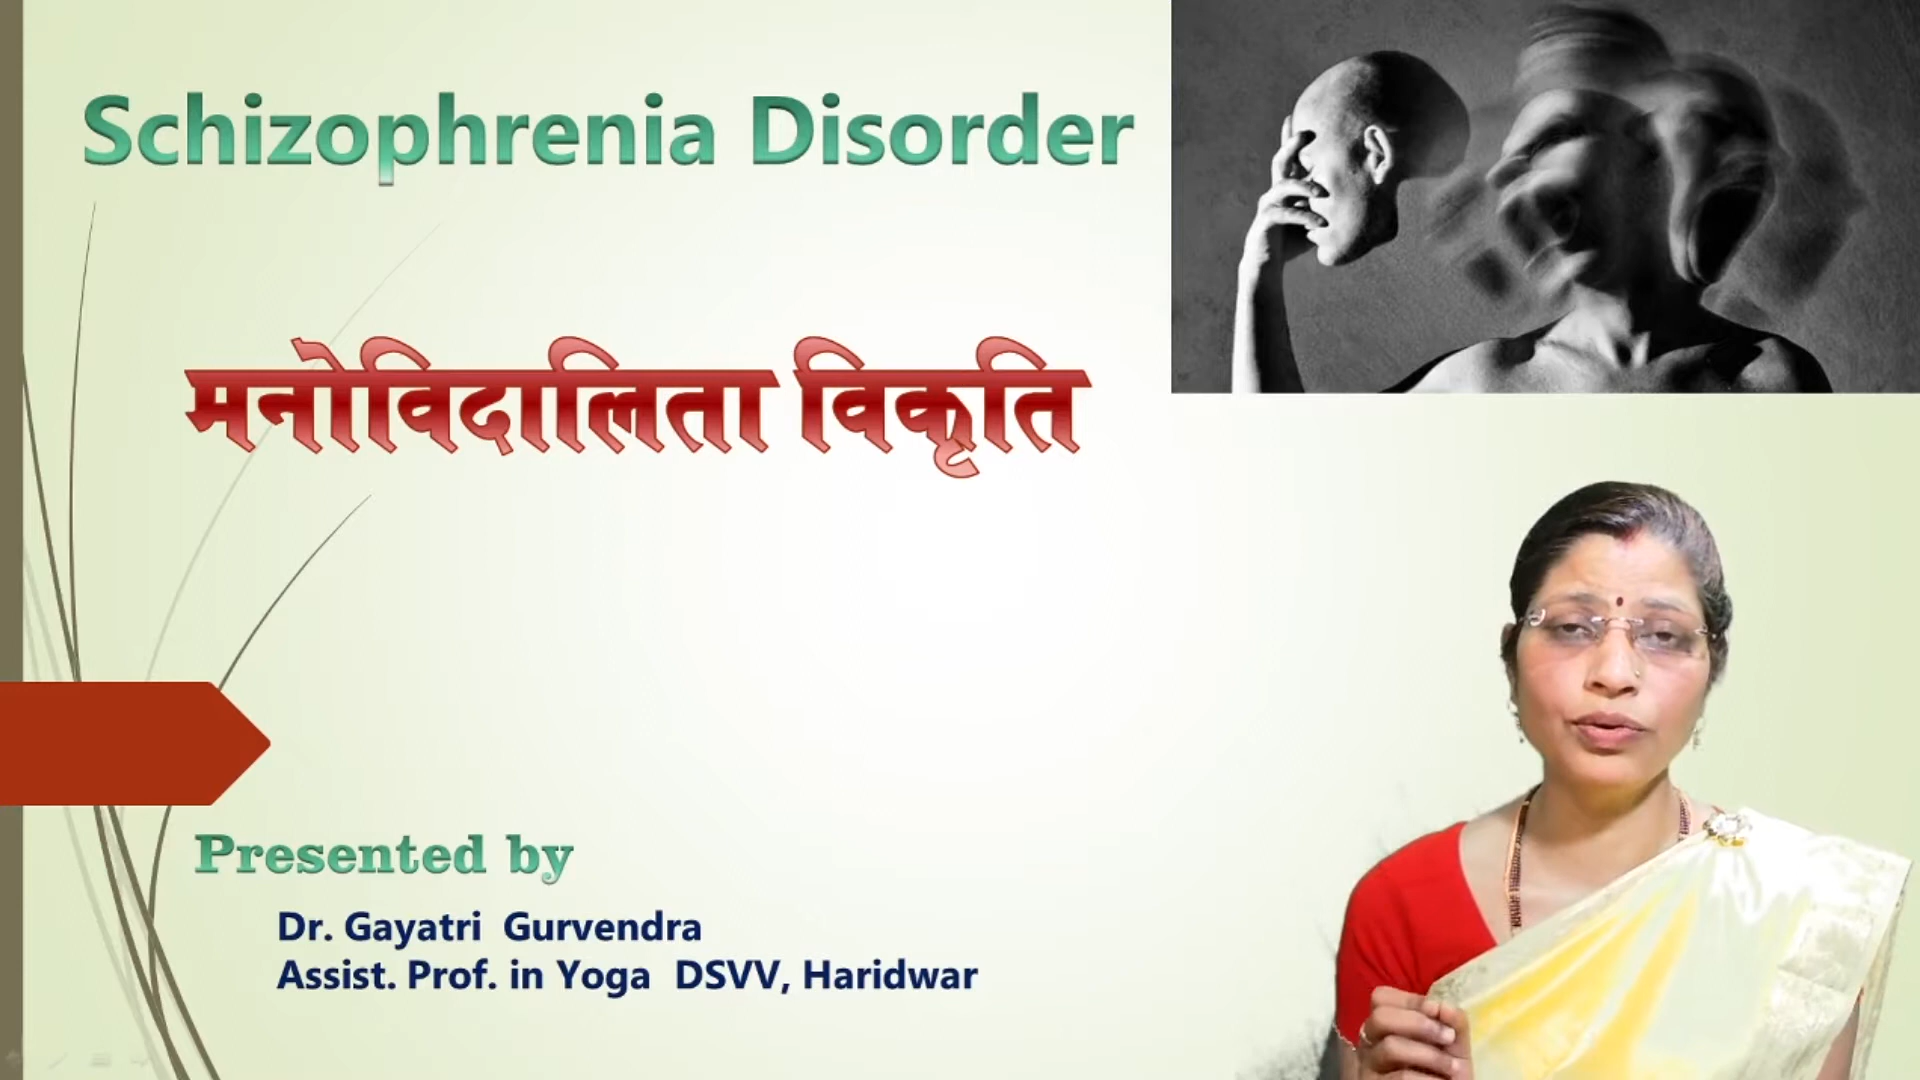 Schizophrenia Disorder
मनोविदालिता विकृति
Presented by
Dr. Gayatri Gurvendra
Assist. Prof. in Yoga DSVV, Haridwar